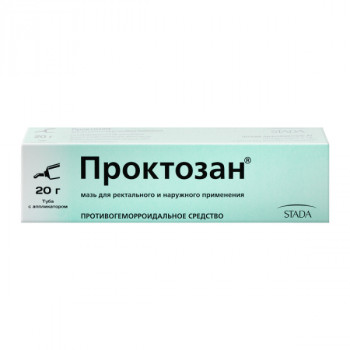 Проктозан®
мазь для ректального и наружного применения
20 г
Туба
с аппликатором
ПРОТИВОГЕМОРРОИДАЛЬНОЕ СРЕДСТВО
STADA